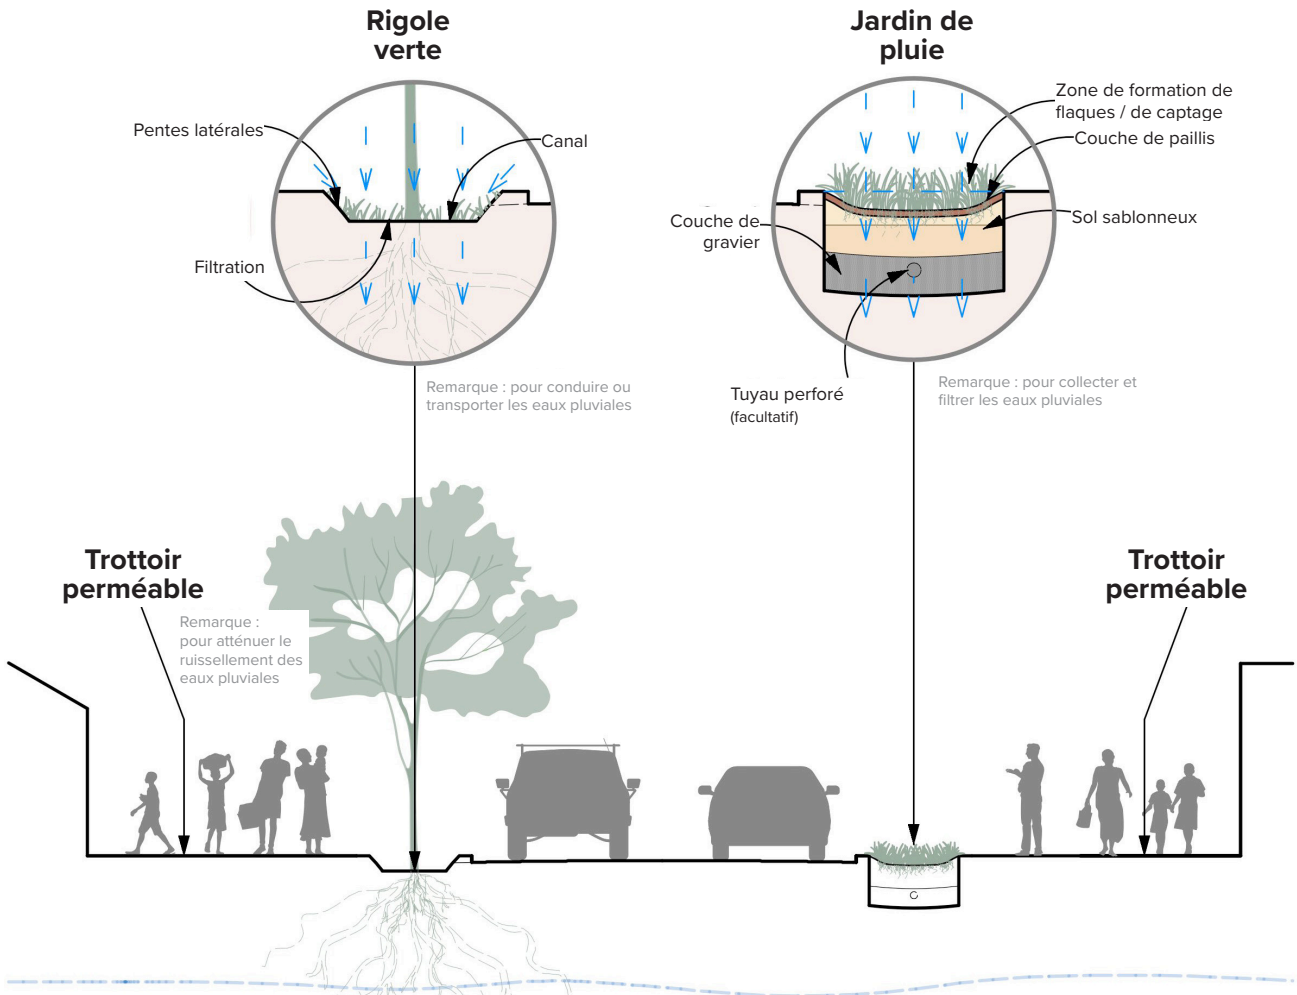 Rigole
verte
Pentes latérales
Canal
Filtration
Remarque : pour conduire ou
transporter les eaux pluviales
Jardin de
pluie
Zone de formation de
flaques / de captage
Couche de paillis
Couche de
gravier
Sol sablonneux
Tuyau perforé
(facultatif)
Remarque : pour collecter et
filtrer les eaux pluviales
Trottoir
perméable
Remarque :
pour atténuer le
ruissellement des
eaux pluviales
Trottoir
perméable